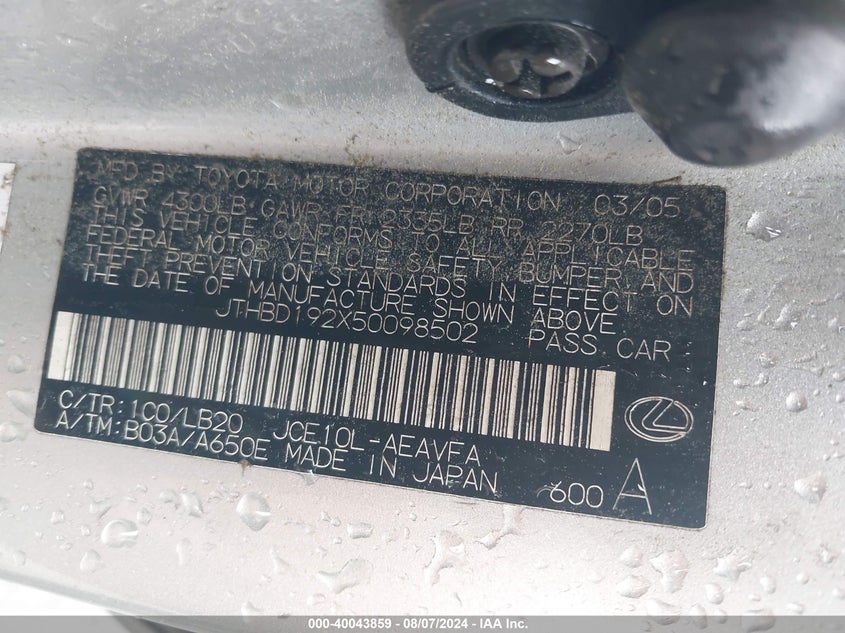 MFD BY TOYOTA MOTOR CORPORATION 03/05
GVWR 4300LB GAWR FR 2335LB RR 2270LB
THIS VEHICLE CONFORMS TO ALL APPLICABLE
FEDERAL MOTOR VEHICLE SAFETY BUMPER AND
THEFT PREVENTION STANDARDS IN EFFECT ON
THE DATE OF MANUFACTURE SHOWN ABOVE
JTHBD192X50098502 PASS CAR
C/TR:1C0/LB20 JCE10L-AEAVFA
A/TM:B03A/A650E MADE IN JAPAN 600 A
000-40043859 - 08/07/2024 - IAA Inc.